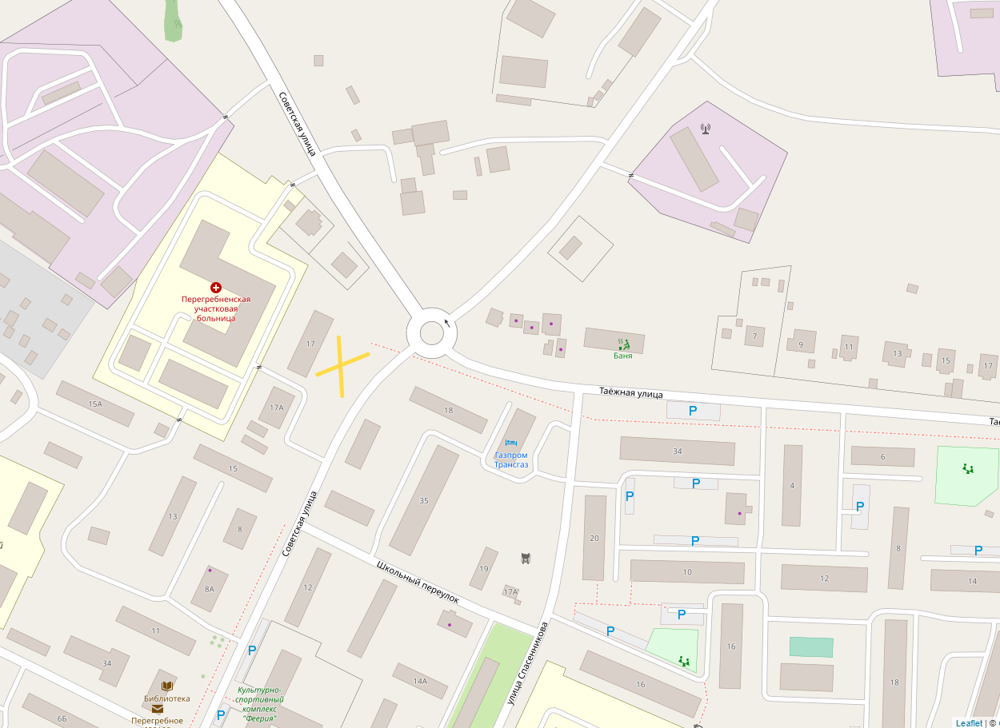 Советская улица
Перегребненская
участковая
больница
17
7
9
11
13
15
17
Баня
Таёжная улица
P
15А
17А
18
Газпром
Трансгаз
34
6
4
15
P
P
P
13
35
8
20
8
Советская улица
P
P
19
10
12
14
8А
12
Школьный переулок
17А
P
P
11
P
16
34
улица Спасенникова
18
14А
16
Библиотека
Культурно-
спортивный
комплекс
"Феерия"
6Б
P
Перегребное
Leaflet | ©